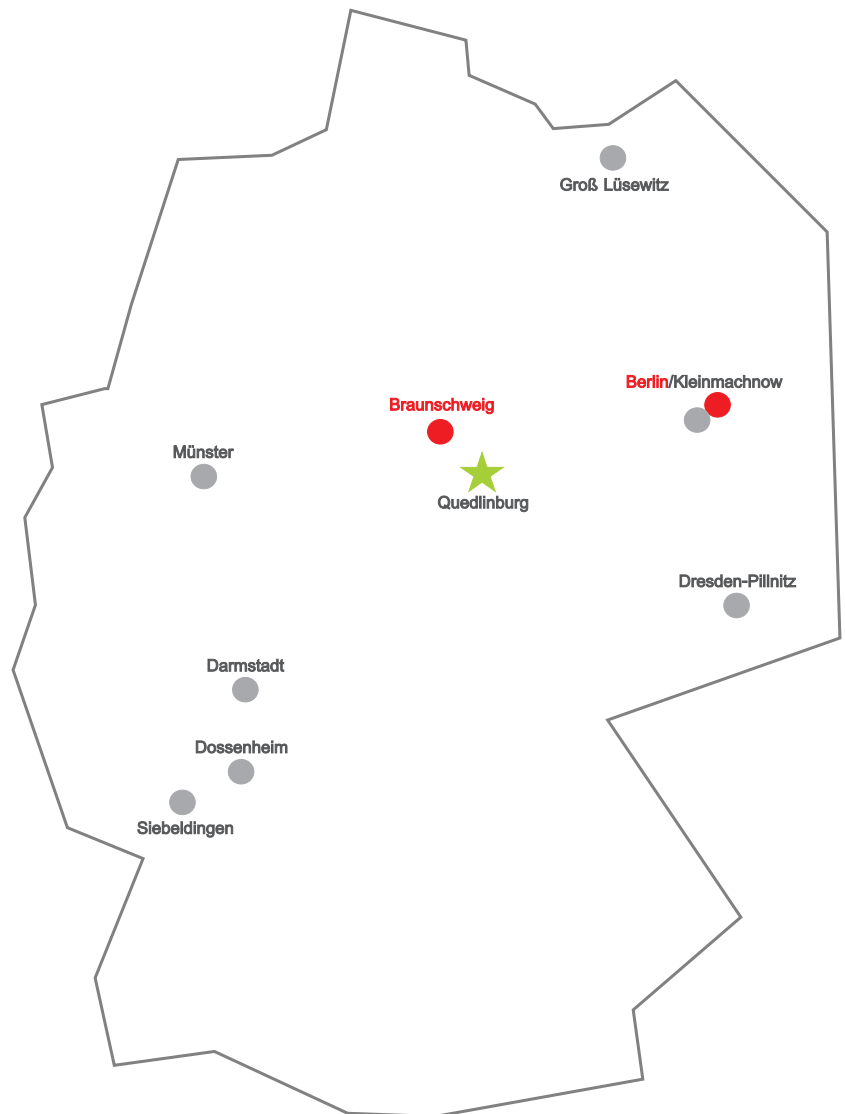 Groß Lüsewitz
Berlin/Kleinmachnow
Braunschweig
Münster
Quedlinburg
Dresden-Pillnitz
Darmstadt
Dossenheim
Siebeldingen